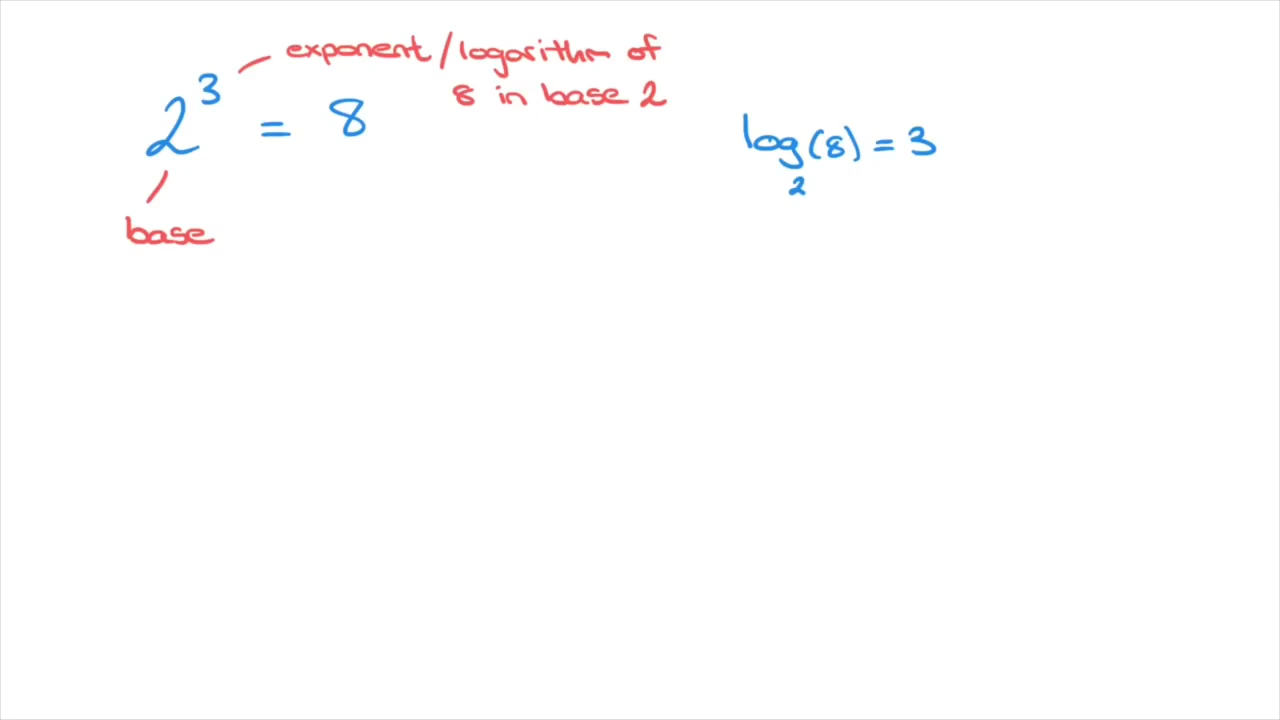 exponent/logarithm of
8 in base 2
2³ = 8
log₂(8) = 3
base